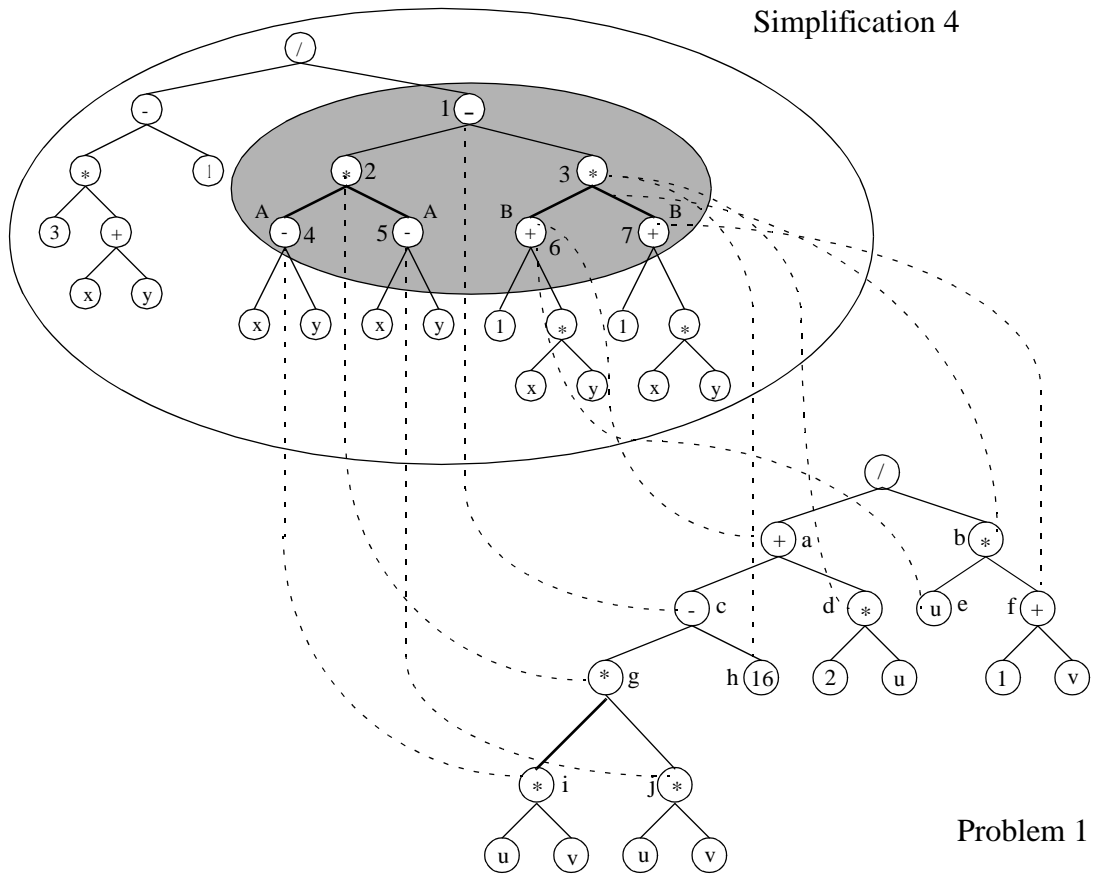 Simplification 4
/
- 1 -
* 2 3 * |
A A B B
3 + - 4 5 - + 6 7 +
x y
x y x y 1 * 1 *
x y x y
/
+ a b *
- c d * u e f +
* g h 16 2 u 1 v
* i j *
u v u v
Problem 1